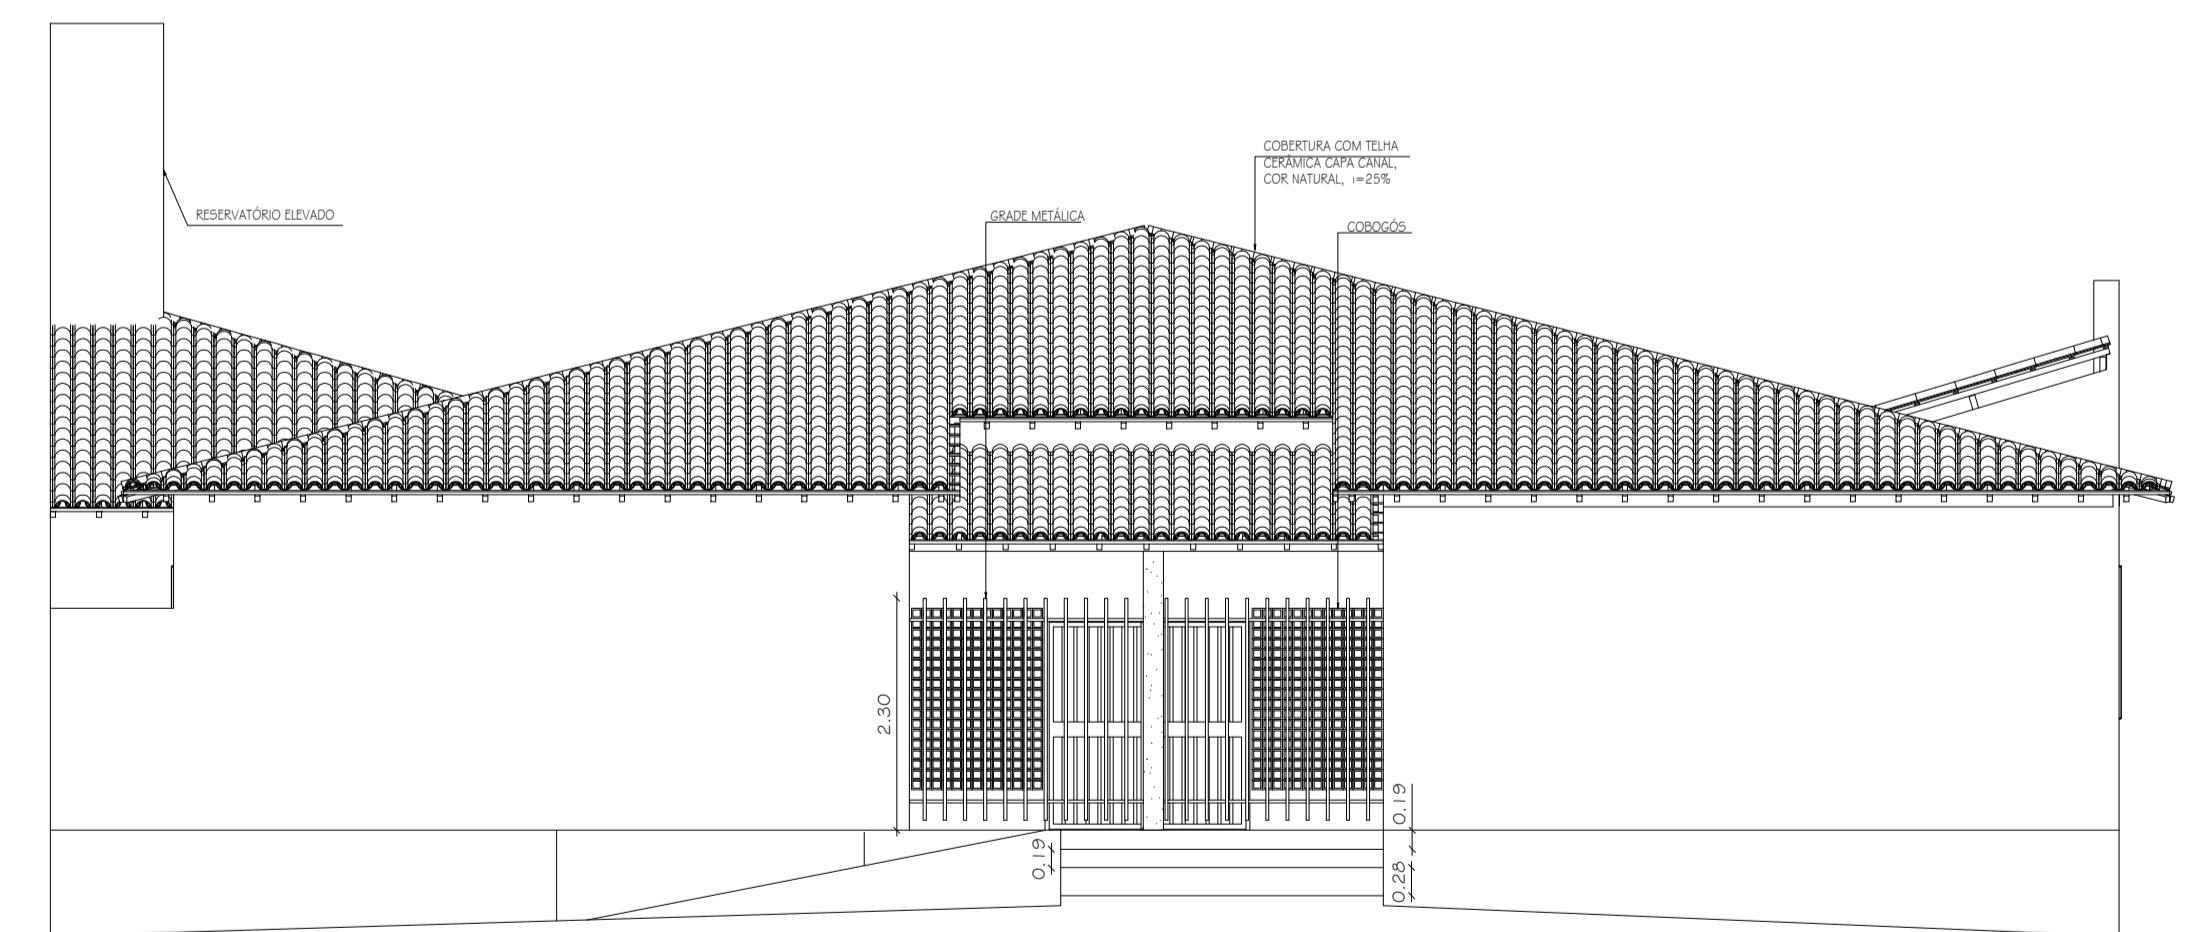 COBERTURA COM TELHA
CERÂMICA CAPA CANAL,
COR NATURAL, i=25%
RESERVATÓRIO ELEVADO
GRADE METÁLICA
COBOGÓS
2.30
0.19
0.19
0.28